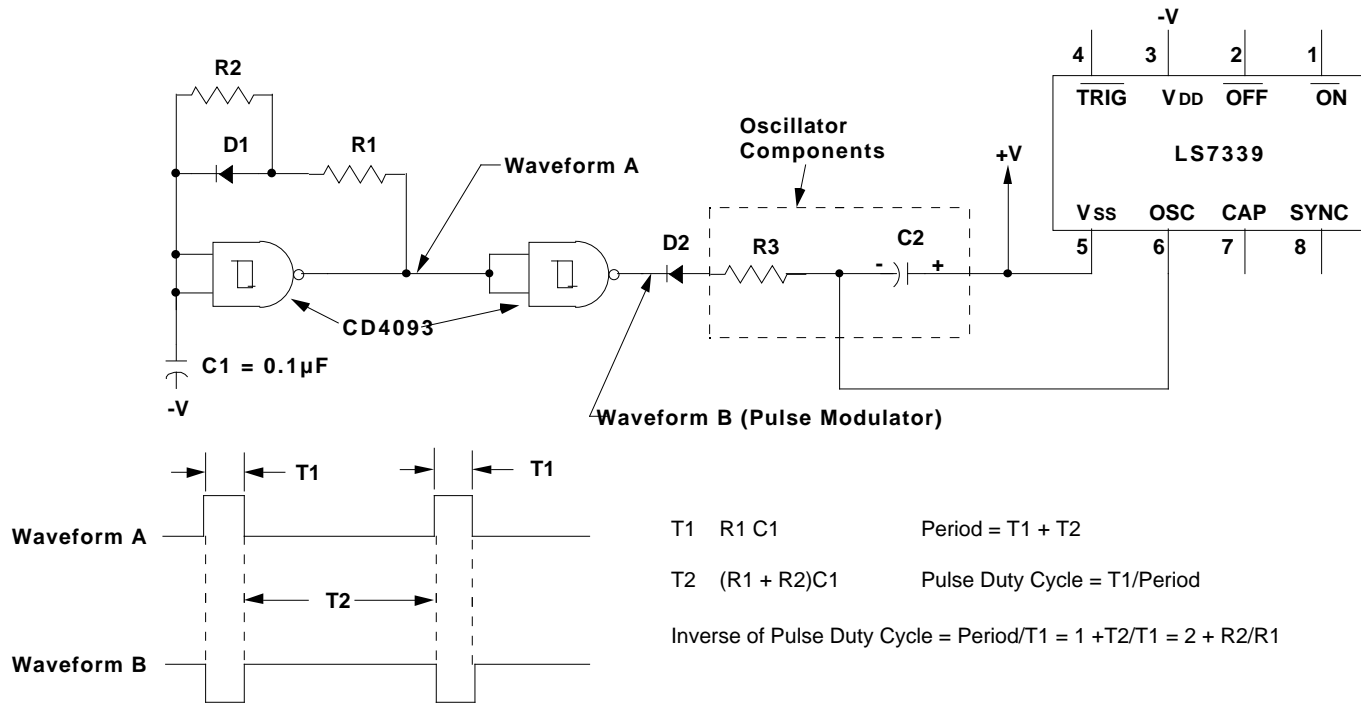 -V
4 3 2 1
TRIG VDD OFF ON
LS7339
VSS OSC CAP SYNC
5 6 7 8
R2
D1
R1
Waveform A
Oscillator
Components
+V
D2
R3
C2
- +
CD4093
C1 = 0.1µF
-V
Waveform B (Pulse Modulator)
T1 T1
Waveform A
T2
Waveform B
T1 R1 C1 Period = T1 + T2
T2 (R1 + R2)C1 Pulse Duty Cycle = T1/Period
Inverse of Pulse Duty Cycle = Period/T1 = 1 +T2/T1 = 2 + R2/R1